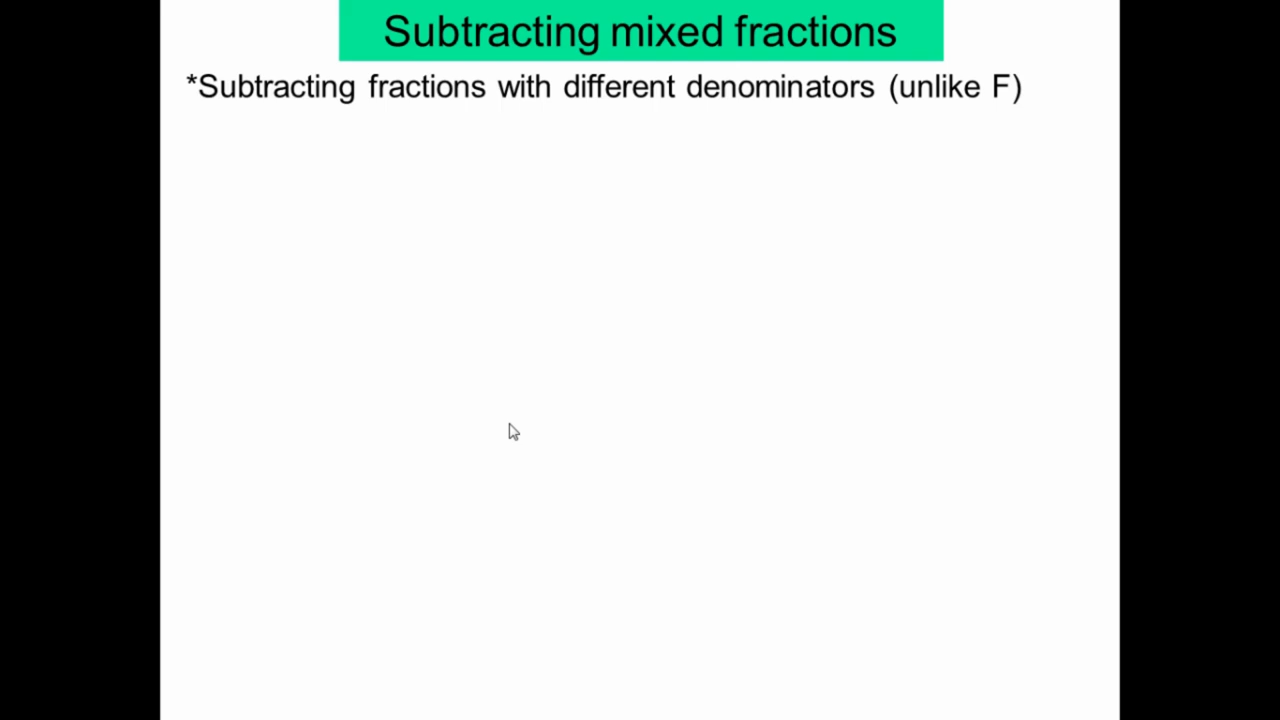 Subtracting mixed fractions
*Subtracting fractions with different denominators (unlike F)